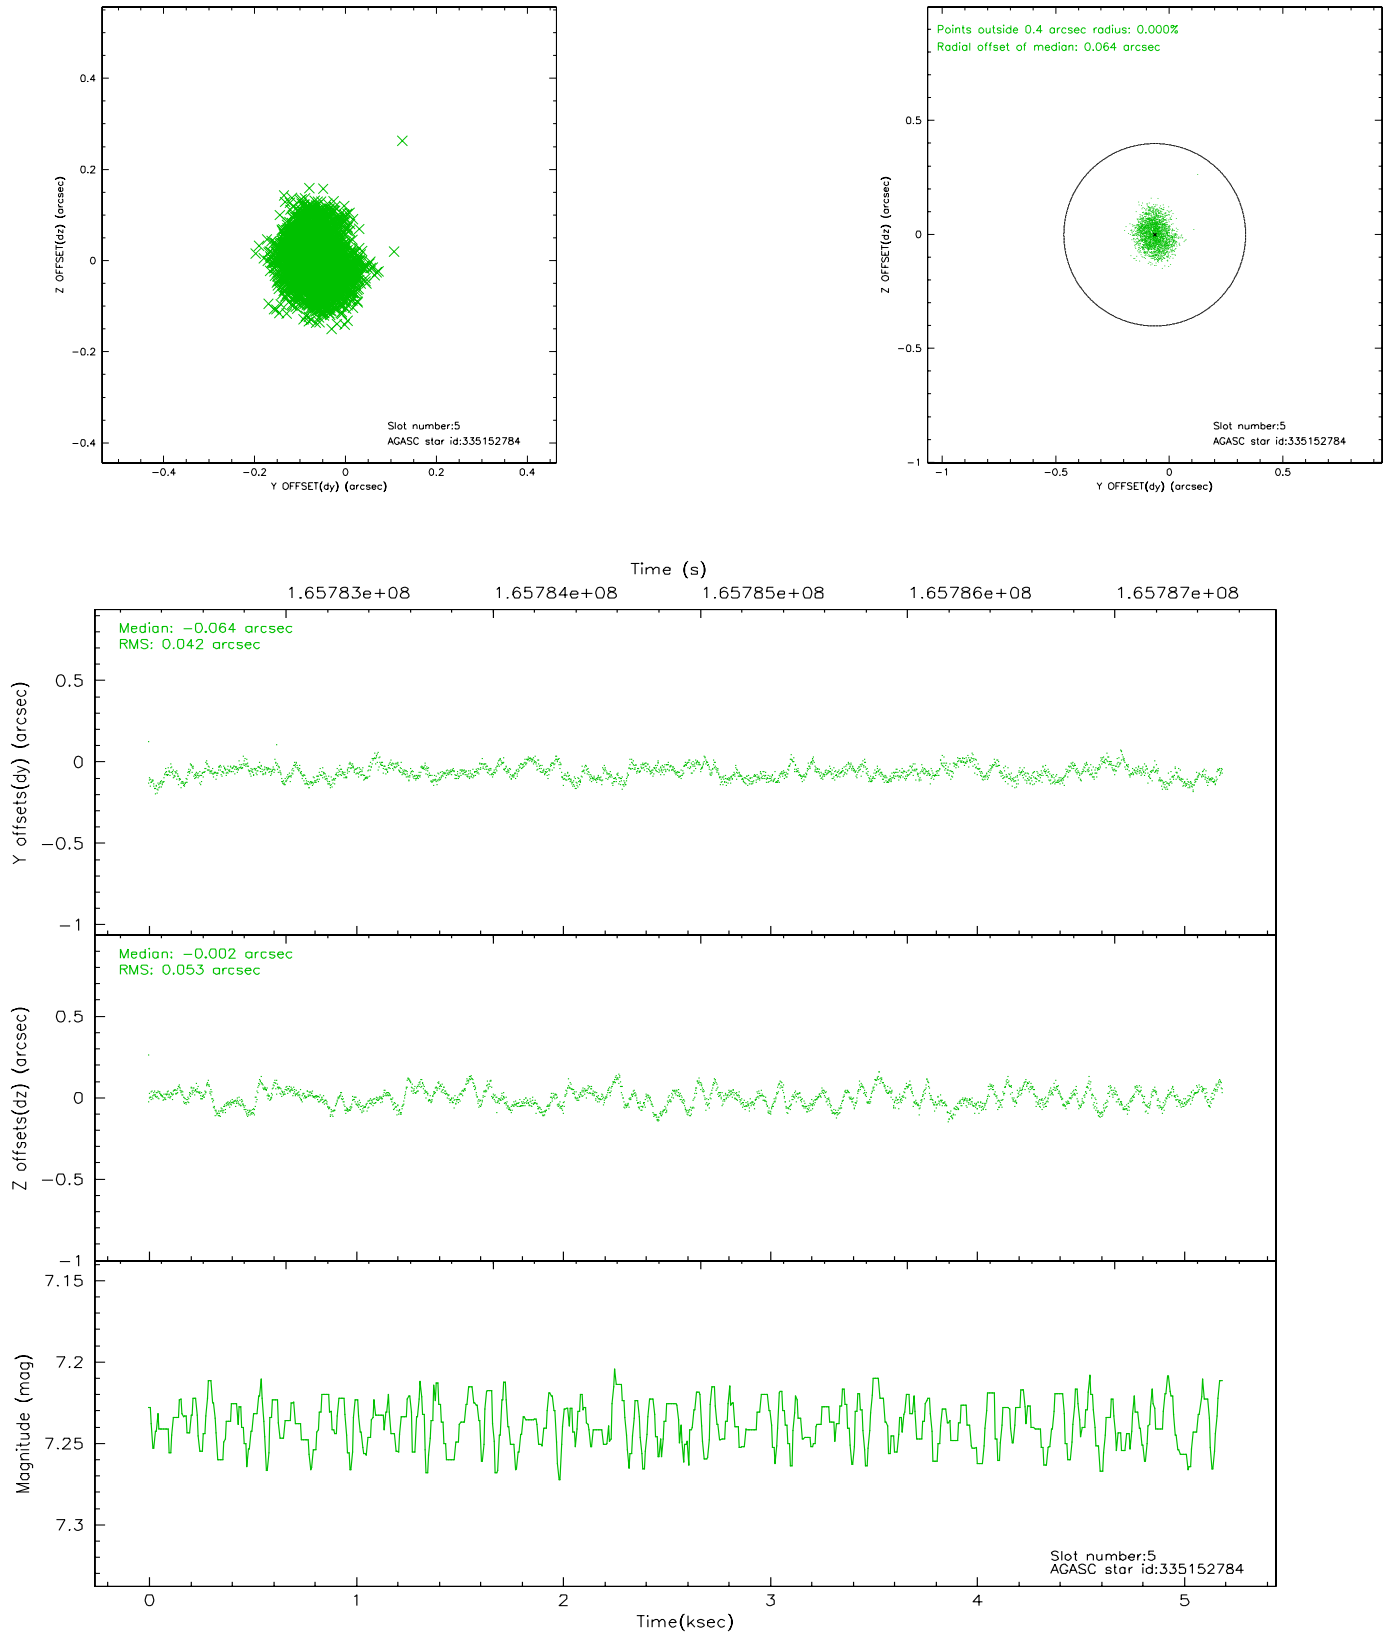 0.4
0.2
0
−0.2
−0.4
Z OFFSET(dz) (arcsec)
−0.4
−0.2
0
0.2
0.4
Y OFFSET(dy) (arcsec)
Slot number:5
AGASC star id:335152784
Points outside 0.4 arcsec radius: 0.000%
Radial offset of median: 0.064 arcsec
0.5
0
−0.5
−1
Z OFFSET(dz) (arcsec)
−1
−0.5
0
0.5
Y OFFSET(dy) (arcsec)
Slot number:5
AGASC star id:335152784
Time (s)
1.65783e+08
1.65784e+08
1.65785e+08
1.65786e+08
1.65787e+08
Median: −0.064 arcsec
RMS: 0.042 arcsec
0.5
0
−0.5
−1
Y offsets(dy) (arcsec)
Median: −0.002 arcsec
RMS: 0.053 arcsec
0.5
0
−0.5
−1
Z offsets(dz) (arcsec)
7.15
7.2
7.25
7.3
Magnitude (mag)
Slot number:5
AGASC star id:335152784
0
1
2
3
4
5
Time(ksec)